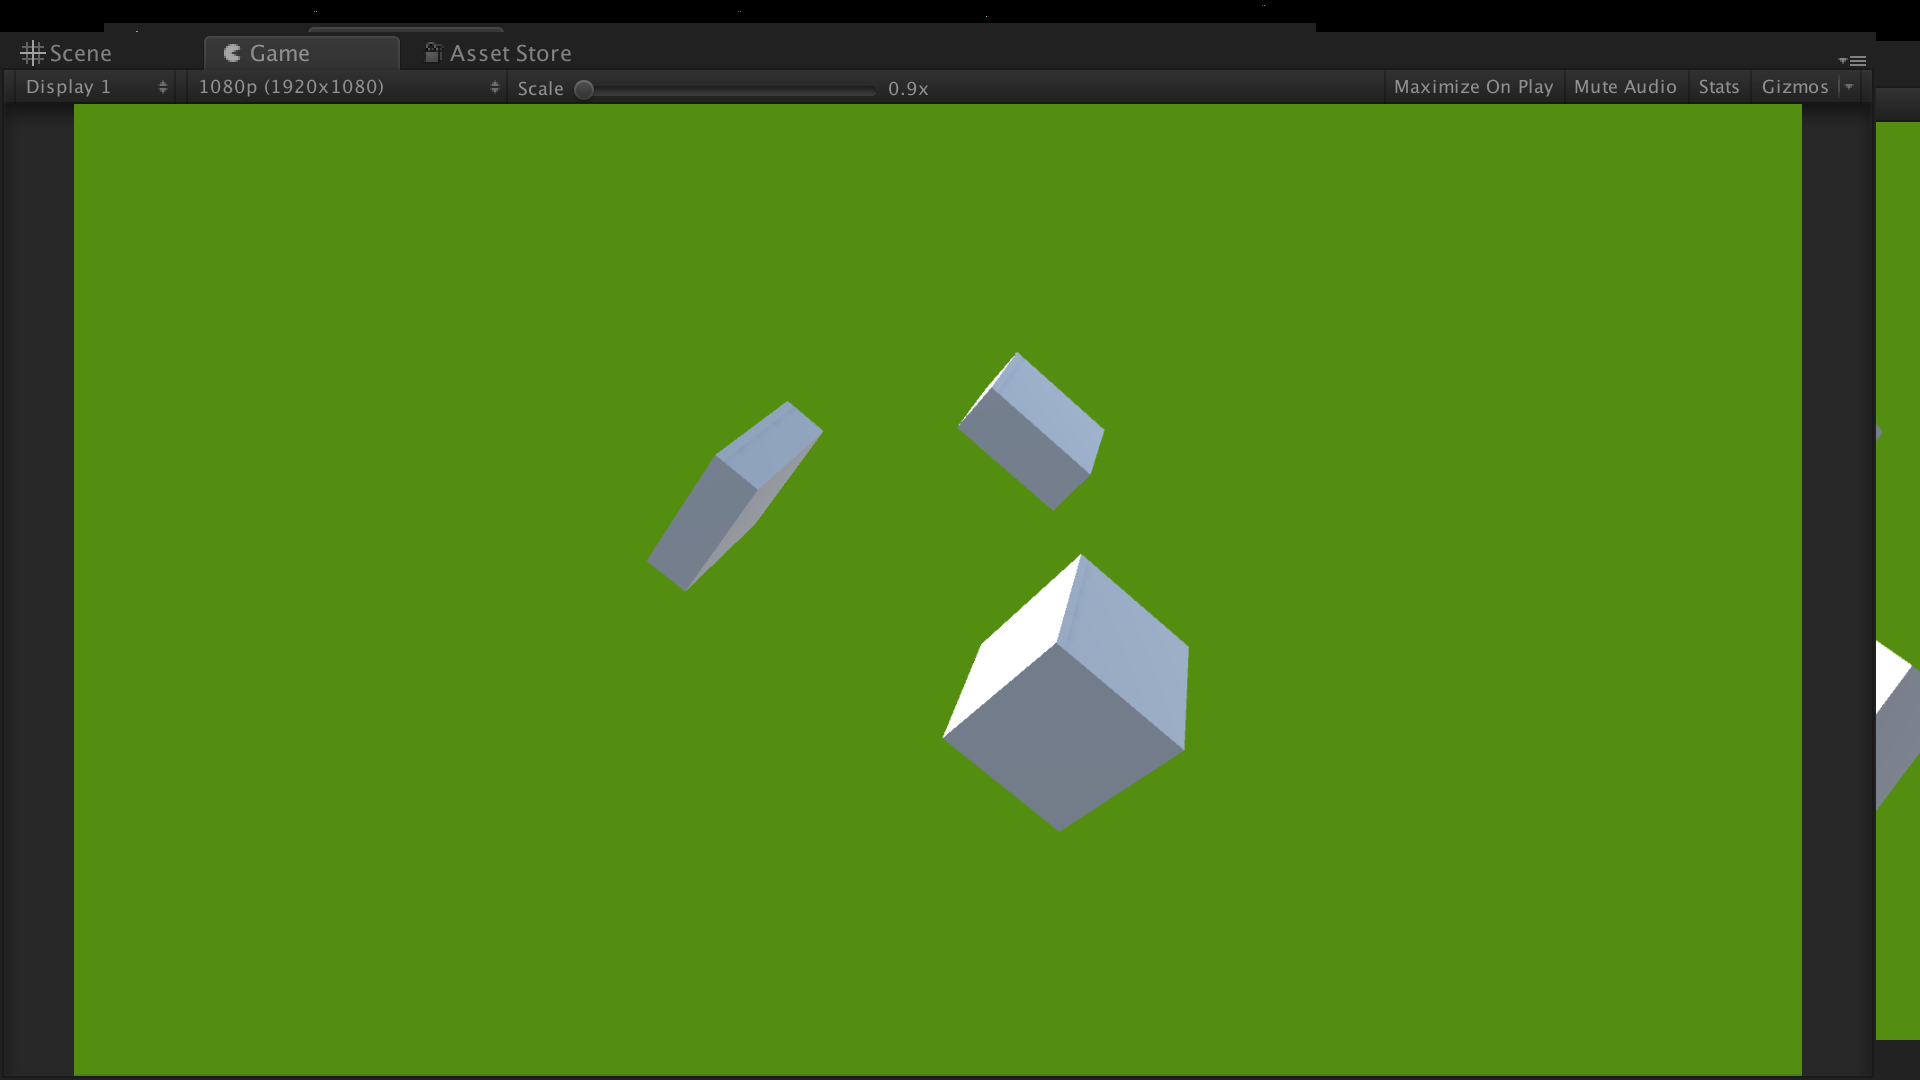 Scene Game Asset Store
Display 1 1080p (1920x1080) Scale 0.9x Maximize On Play Mute Audio Stats Gizmos